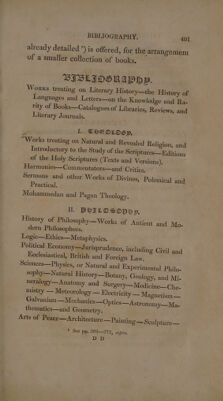 BIBLIOGRAPHY. 401
already detailed ¹) is offered, for the arrangement
of a smaller collection of books.
BIBLIOGRAPHY.
WORKS treating on Literary History—the History of
Languages and Letters—on the Knowledge and Ra-
rity of Books—Catalogues of Libraries, Reviews, and
Literary Journals.
I. THEOLOGY.
Works treating on Natural and Revealed Religion, and
Introductory to the Study of the Scriptures—Editions
of the Holy Scriptures (Texts and Versions).
Harmonies—Commentators—and Critics.
Sermons and other Works of Divines, Polemical and
Practical.
Mohammedan and Pagan Theology.
II. PHILOSOPHY.
History of Philosophy—Works of Antient and Mo-
dern Philosophers.
Logic—Ethics—Metaphysics.
Political Economy—Jurisprudence, including Civil and
Ecclesiastical, British and Foreign Law.
Sciences—Physics, or Natural and Experimental Philo-
sophy—Natural History—Botany, Geology, and Mi-
neralogy—Anatomy and Surgery—Medicine—Che-
mistry — Meteorology — Electricity — Magnetism —
Galvanism—Mechanics—Optics—Astronomy—Ma-
thematics—and Geometry.
Arts of Peace—Architecture—Painting—Sculpture—
supra.
D D